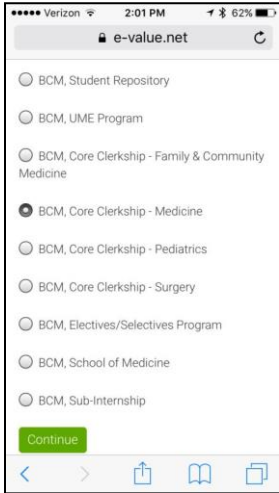 Verizon 2:01 PM 62%
e-value.net
BCM, Student Repository
BCM, UME Program
BCM, Core Clerkship - Family & Community
Medicine
BCM, Core Clerkship - Medicine
BCM, Core Clerkship - Pediatrics
BCM, Core Clerkship - Surgery
BCM, Electives/Selectives Program
BCM, School of Medicine
BCM, Sub-Internship
Continue